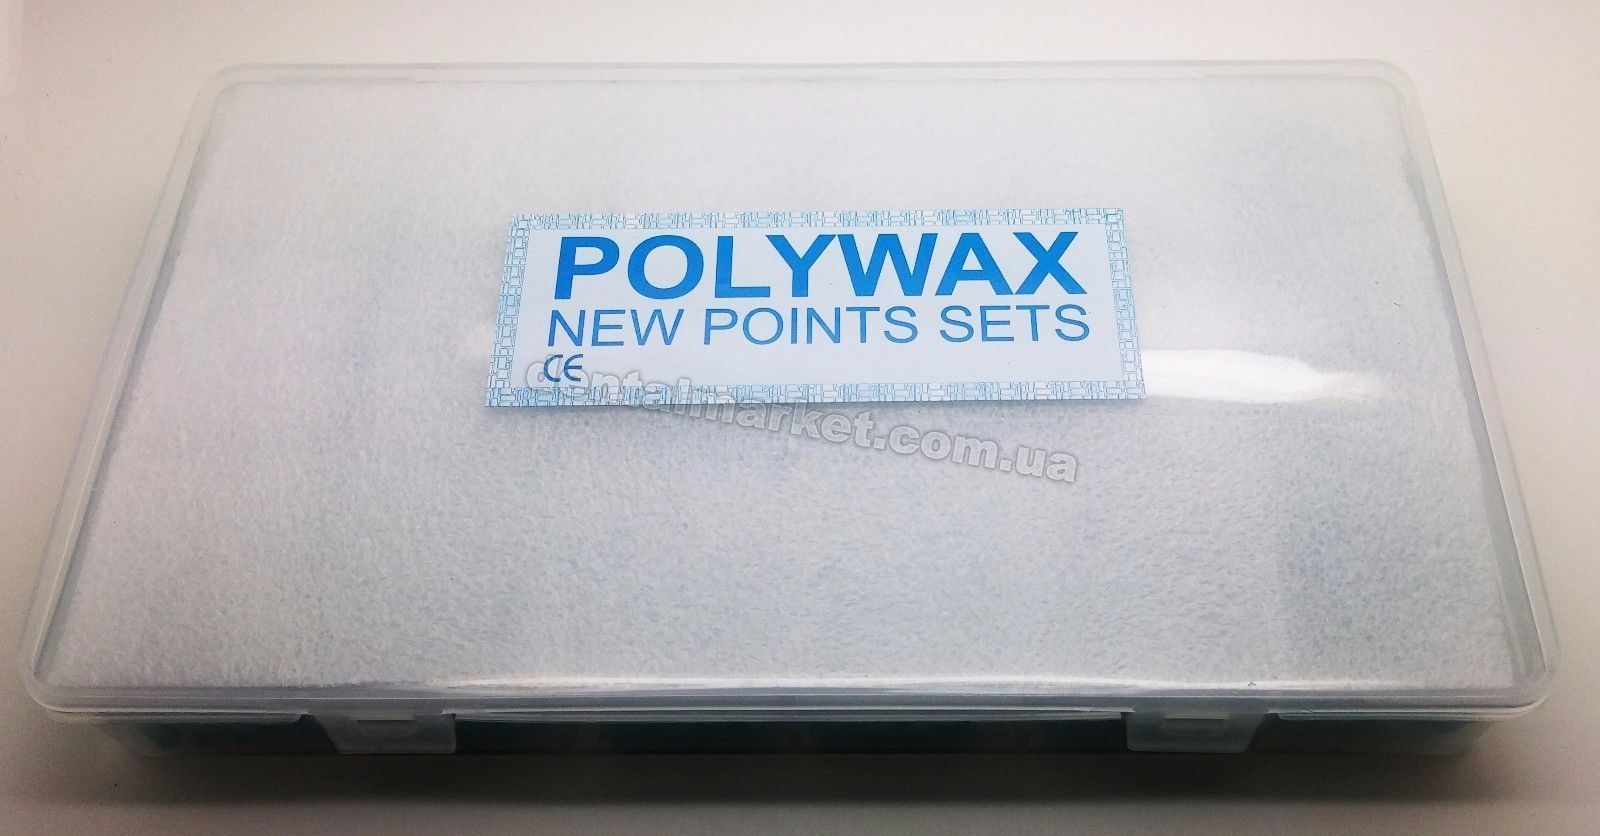 POLYWAX
NEW POINTS SETS
CE
dentalmarket.com.ua